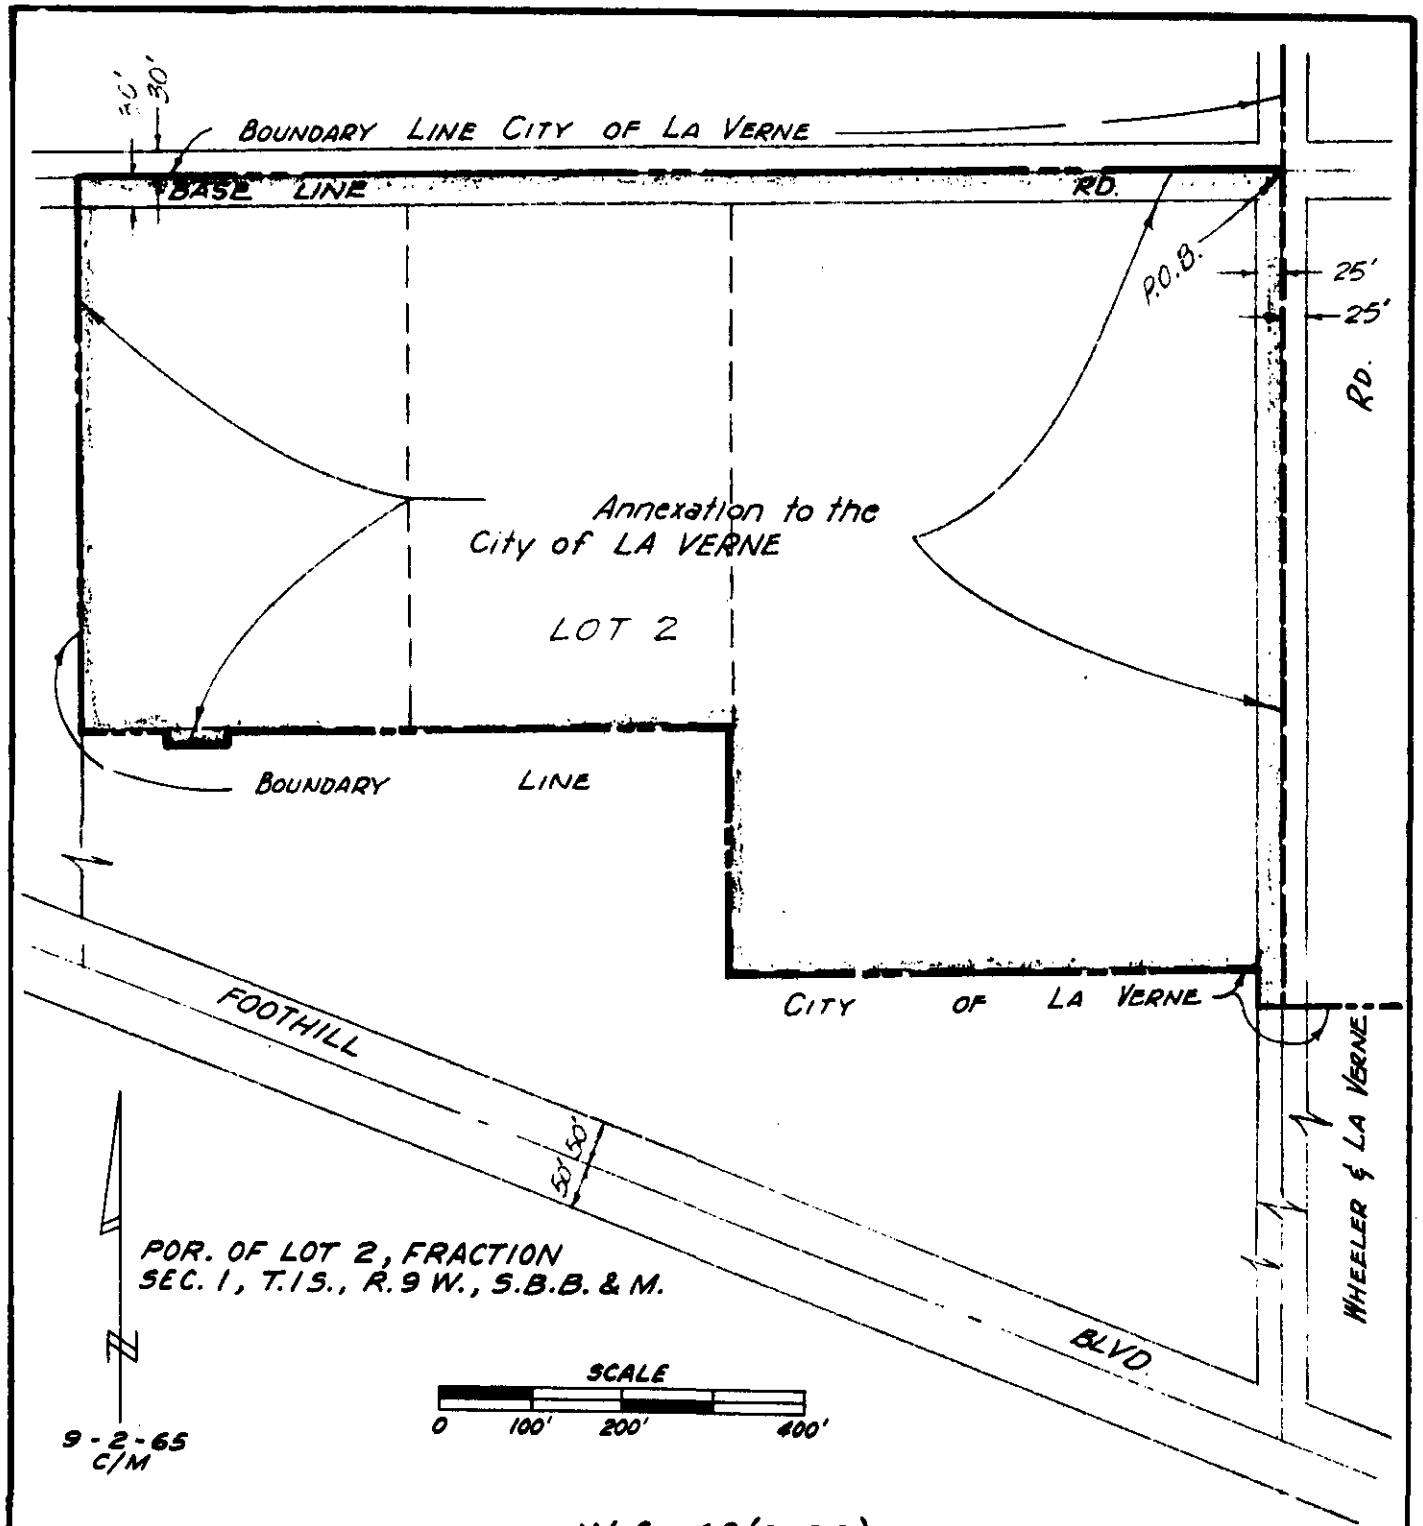 30'
BOUNDARY LINE CITY OF LA VERNE
BASE LINE RD.
P.O.B.
25'
25'
RD.
Annexation to the
City of LA VERNE
LOT 2
BOUNDARY LINE
CITY OF LA VERNE
FOOTHILL
WHEELER & LA VERNE
50' 50'
POR. OF LOT 2, FRACTION
SEC. 1, T.1S., R.9W., S.B.B. & M.
BLVD.
SCALE
0 100' 200' 400'
N
9-2-65
C/M